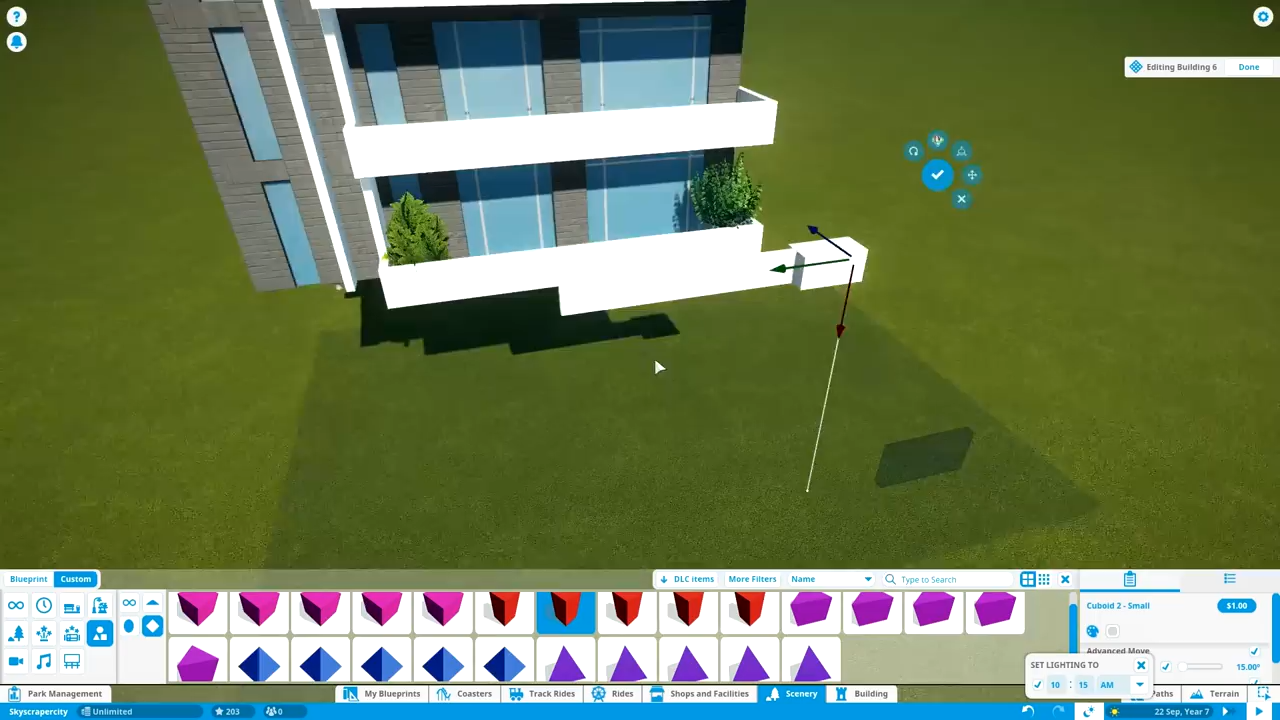 ?
Editing Building 6 Done
Blueprint Custom
DLC items More Filters Name Type to Search
Cuboid 2 - Small $1.00
Advanced Move
SET LIGHTING TO
15.00°
10 : 15 AM
Park Management My Blueprints Coasters Track Rides Rides Shops and Facilities Scenery Building Paths Terrain
Skyscrapercity Unlimited 203 0 22 Sep, Year 7